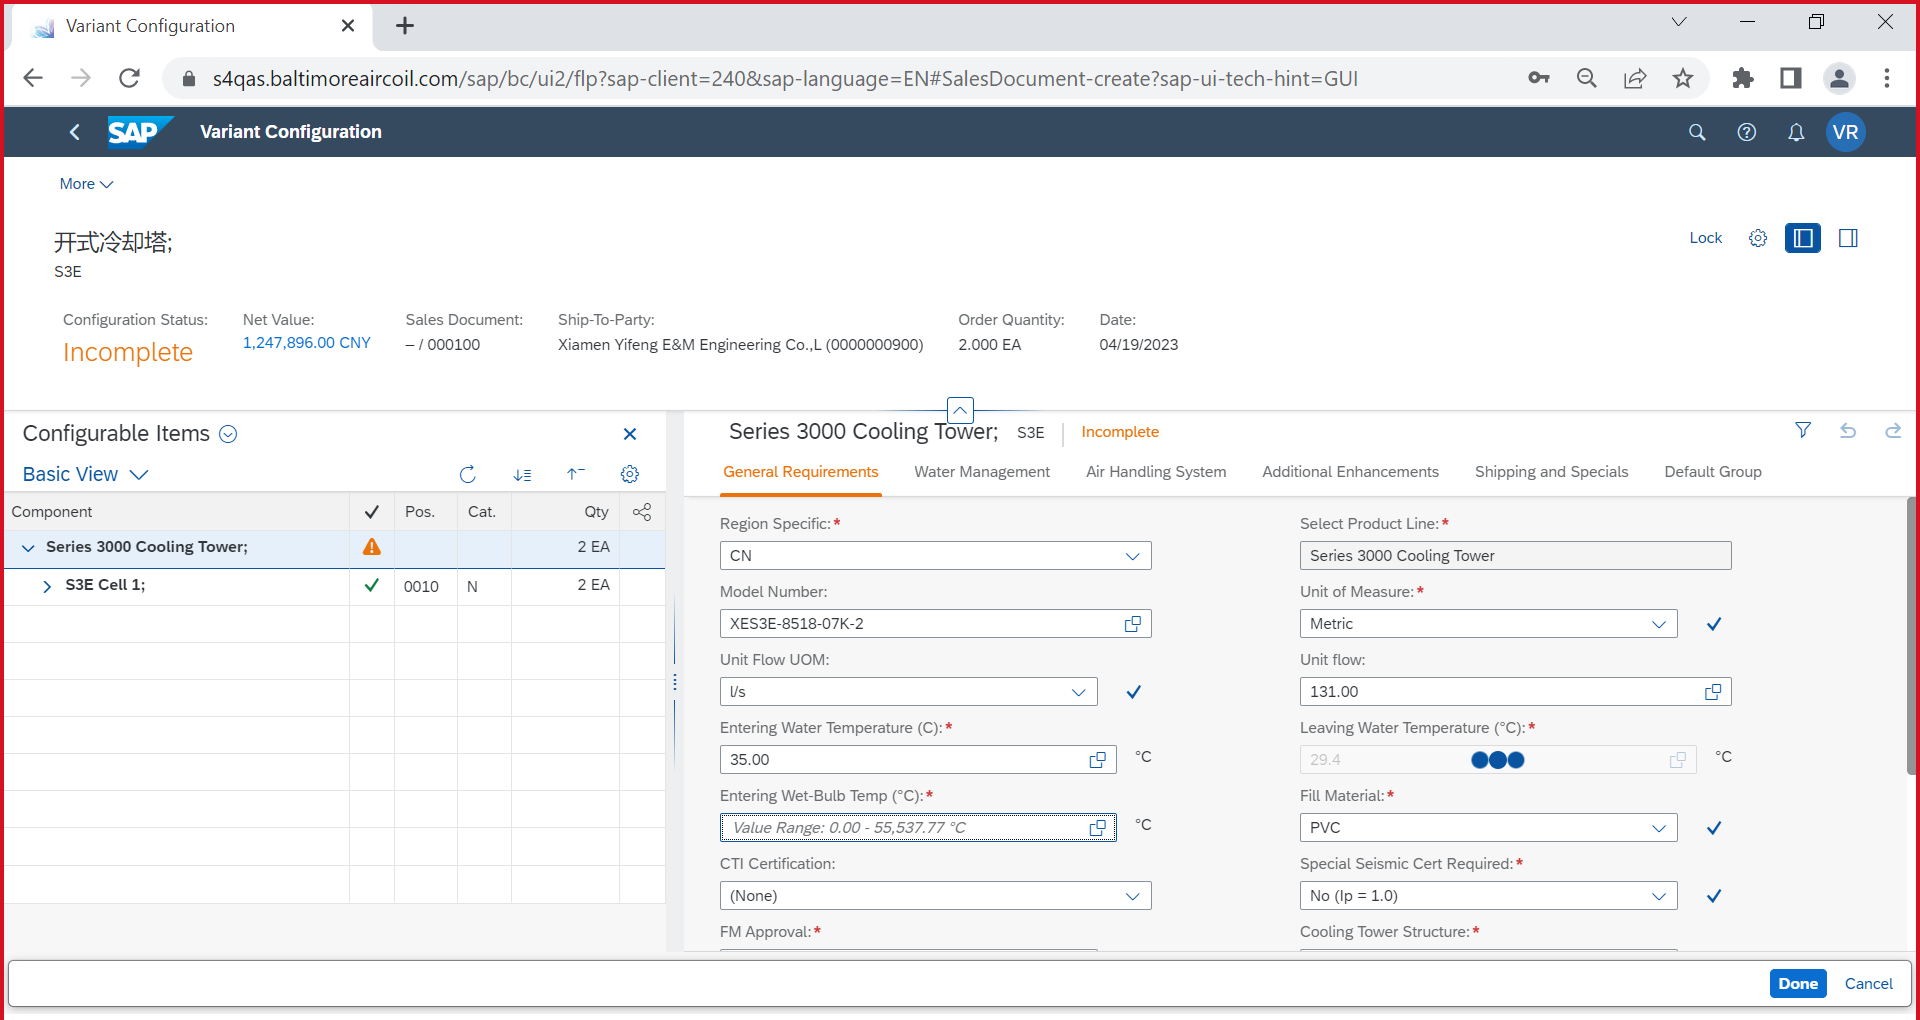 Variant Configuration
s4qas.baltimoreaircoil.com/sap/bc/ui2/flp?sap-client=240&sap-language=EN#SalesDocument-create?sap-ui-tech-hint=GUI
SAP Variant Configuration VR
More
开式冷却塔;
S3E
Lock
Configuration Status: Net Value: Sales Document: Ship-To-Party: Order Quantity: Date:
Incomplete 1,247,896.00 CNY – / 000100 Xiamen Yifeng E&M Engineering Co.,L (0000000900) 2.000 EA 04/19/2023
Configurable Items
Basic View
Component Pos. Cat. Qty
Series 3000 Cooling Tower; 2 EA
S3E Cell 1; 0010 N 2 EA
Series 3000 Cooling Tower; S3E Incomplete
General Requirements Water Management Air Handling System Additional Enhancements Shipping and Specials Default Group
Region Specific:* Select Product Line:*
CN Series 3000 Cooling Tower
Model Number: Unit of Measure:*
XES3E-8518-07K-2 Metric
Unit Flow UOM: Unit flow:
l/s 131.00
Entering Water Temperature (C):* Leaving Water Temperature (°C):*
35.00 °C 29.4 °C
Entering Wet-Bulb Temp (°C):* Fill Material:*
Value Range: 0.00 - 55,537.77 °C °C PVC
CTI Certification: Special Seismic Cert Required:*
(None) No (Ip = 1.0)
FM Approval:* Cooling Tower Structure:*
Done Cancel